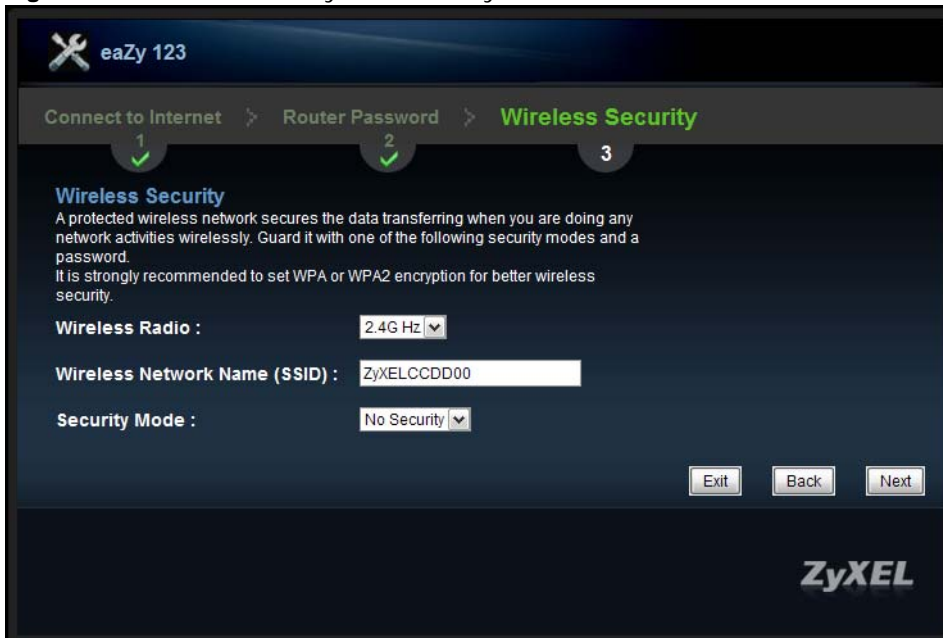 eaZy 123
Connect to Internet > Router Password > Wireless Security
1 2 3
Wireless Security
A protected wireless network secures the data transferring when you are doing any
network activities wirelessly. Guard it with one of the following security modes and a
password.
It is strongly recommended to set WPA or WPA2 encryption for better wireless
security.
Wireless Radio : 2.4G Hz
Wireless Network Name (SSID) : ZyXELCCDD00
Security Mode : No Security
Exit Back Next
ZyXEL